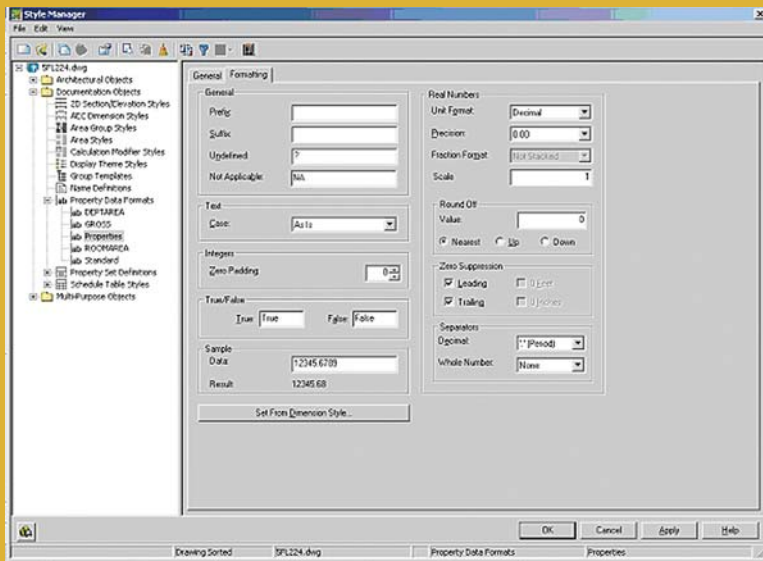 Style Manager
File Edit View
5FL224.dwg
Architectural Objects
Documentation Objects
2D Section/Elevation Styles
AEC Dimension Styles
Area Group Styles
Area Styles
Calculation Modifier Styles
Display Theme Styles
Group Templates
Name Definitions
Property Data Formats
DEPTAREA
GROSS
Properties
ROOMAREA
Standard
Property Set Definitions
Schedule Table Styles
Multi-Purpose Objects
General Formatting
General
Prefix:
Suffix:
Undefined: ?
Not Applicable: NA
Text
Case: As Is
Integers
Zero Padding: 0
True/False
True: True False: False
Sample
Data: 12345.6789
Result 12345.68
Set From Dimension Style...
Real Numbers
Unit Format: Decimal
Precision: 0.00
Fraction Format: Not Stacked
Scale 1
Round Off
Value: 0
Nearest Up Down
Zero Suppression
Leading 0 Feet
Trailing 0 Inches
Separators
Decimal: '.' (Period)
Whole Number: None
OK Cancel Apply Help
Drawing Sorted 5FL224.dwg Property Data Formats Properties